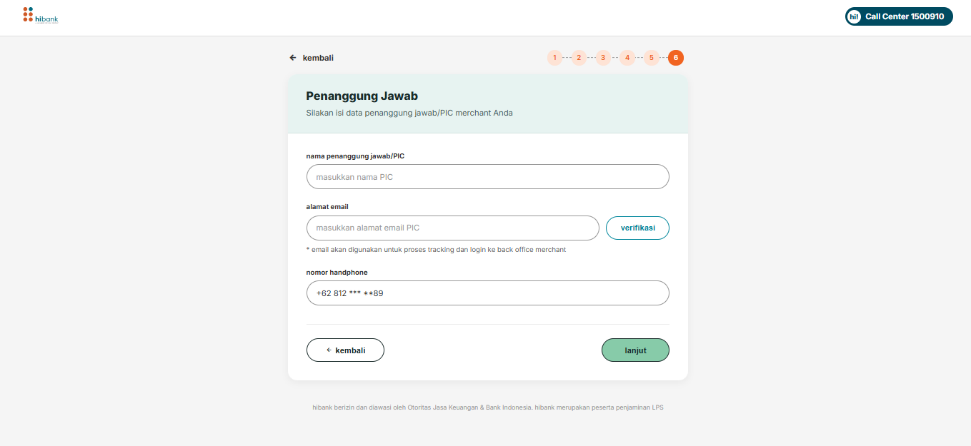 hibank
hi! Call Center 1500910
← kembali
1 2 3 4 5 6
Penanggung Jawab
Silakan isi data penanggung jawab/PIC merchant Anda
nama penanggung jawab/PIC
masukkan nama PIC
alamat email
masukkan alamat email PIC
verifikasi
* email akan digunakan untuk proses tracking dan login ke back office merchant
nomor handphone
+62 812 *** **89
← kembali
lanjut
hibank berizin dan diawasi oleh Otoritas Jasa Keuangan & Bank Indonesia, hibank merupakan peserta penjaminan LPS